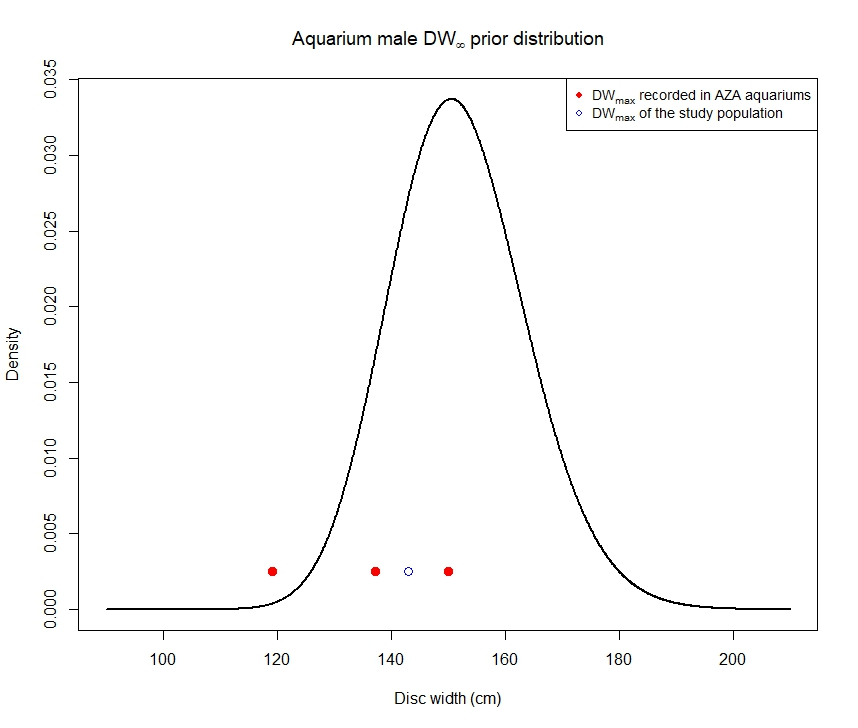 Aquarium male DW∞ prior distribution
DWmax recorded in AZA aquariums
DWmax of the study population
Density
0.035
0.030
0.025
0.020
0.015
0.010
0.005
0.000
100 120 140 160 180 200
Disc width (cm)